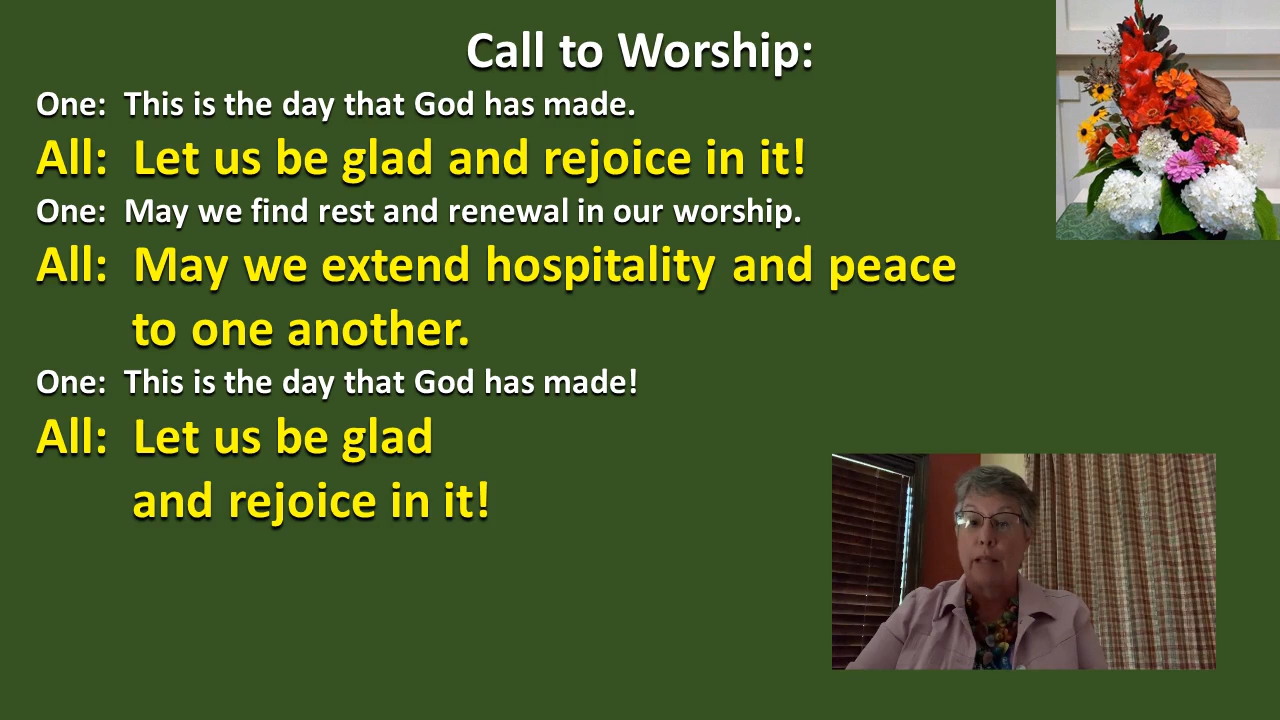 Call to Worship:
One: This is the day that God has made.
All: Let us be glad and rejoice in it!
One: May we find rest and renewal in our worship.
All: May we extend hospitality and peace
to one another.
One: This is the day that God has made!
All: Let us be glad
and rejoice in it!